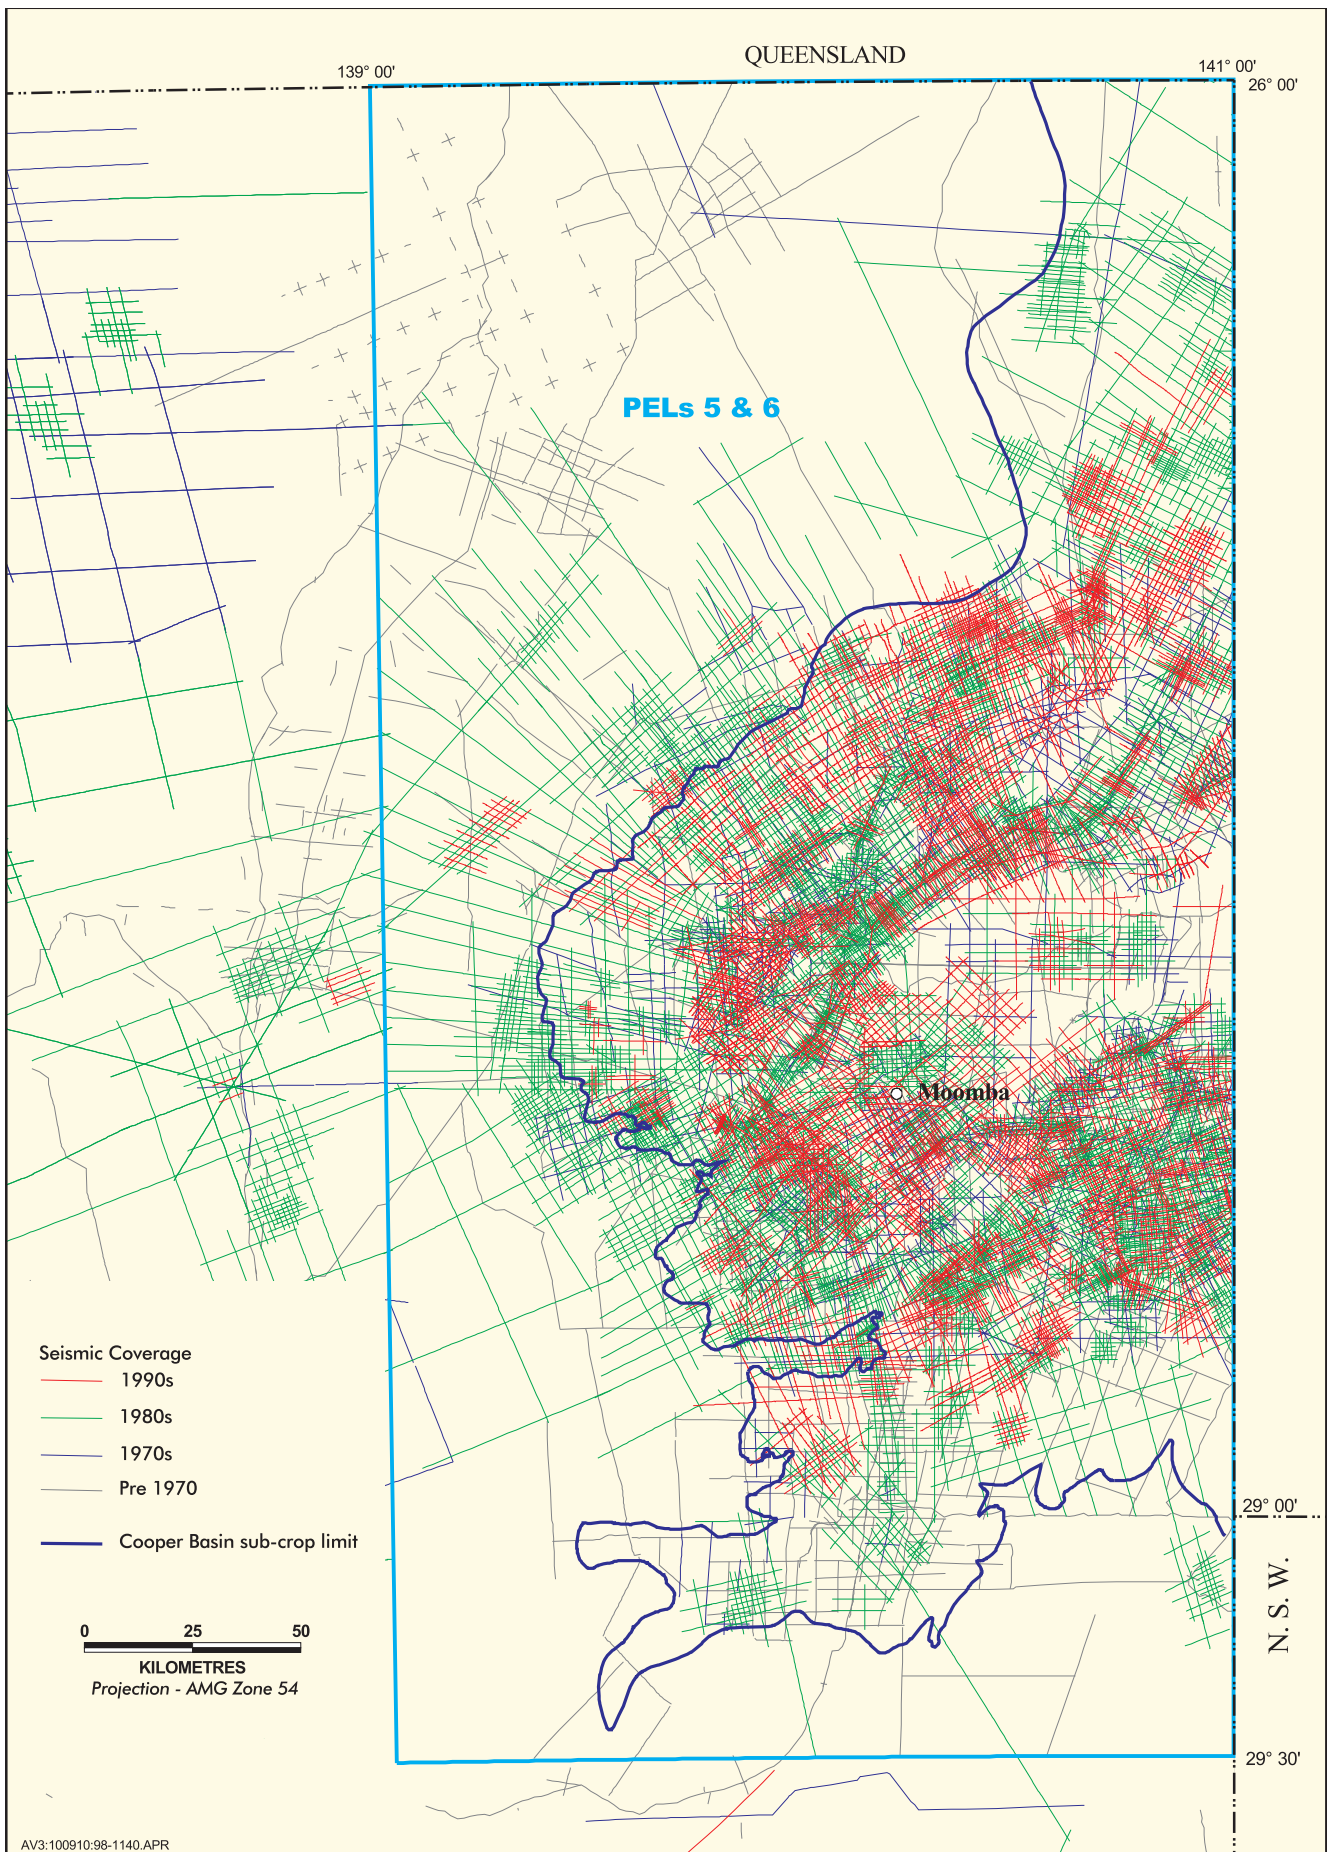 QUEENSLAND
139° 00'
141° 00'
26° 00'
PELs 5 & 6
Moomba
Seismic Coverage
1990s
1980s
1970s
Pre 1970
Cooper Basin sub-crop limit
29° 00'
N. S. W.
0 25 50
KILOMETRES
Projection - AMG Zone 54
29° 30'
AV3:100910:98-1140.APR